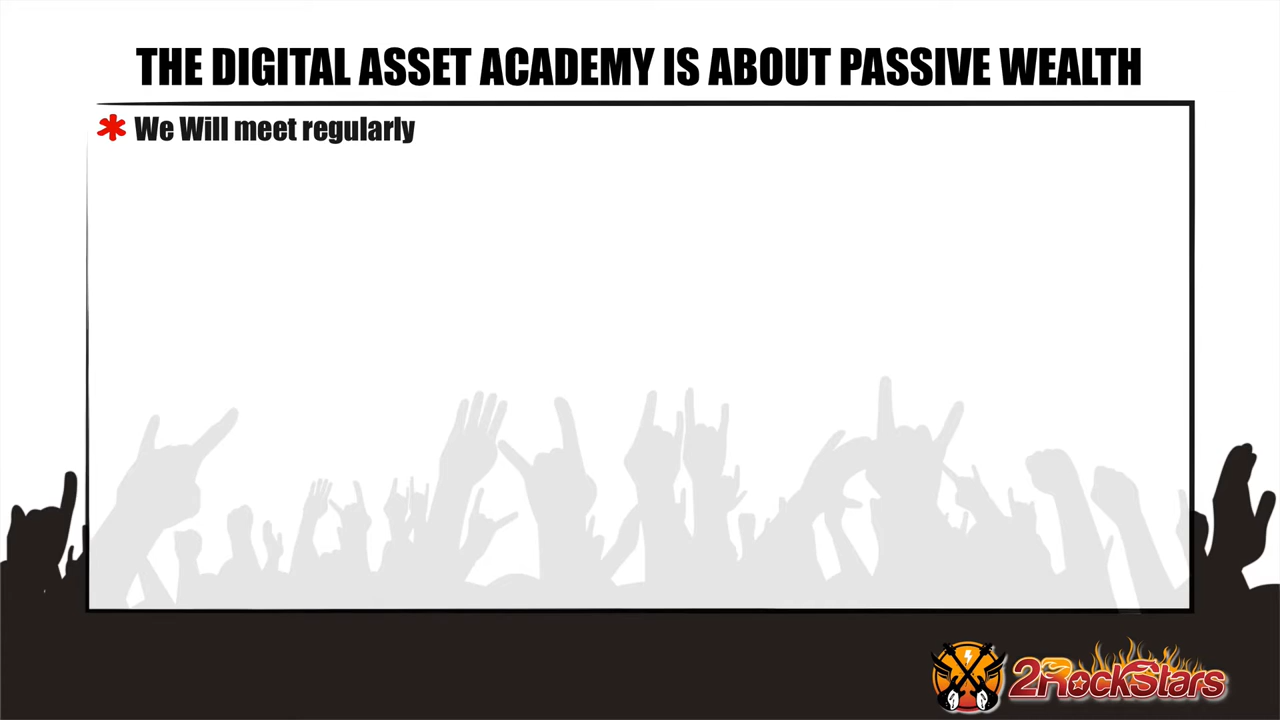 THE DIGITAL ASSET ACADEMY IS ABOUT PASSIVE WEALTH
* We Will meet regularly
2RockStars